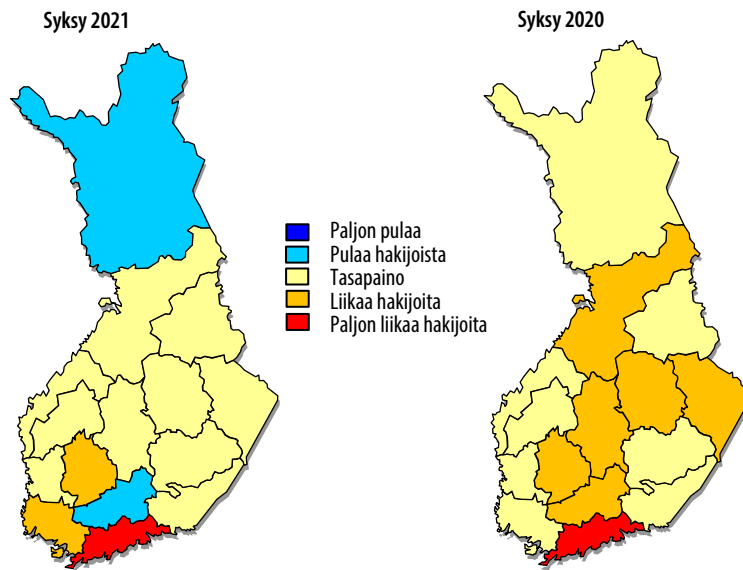 Syksy 2021
Syksy 2020
Paljon pulaa
Pulaa hakijoista
Tasapaino
Liikaa hakijoita
Paljon liikaa hakijoita